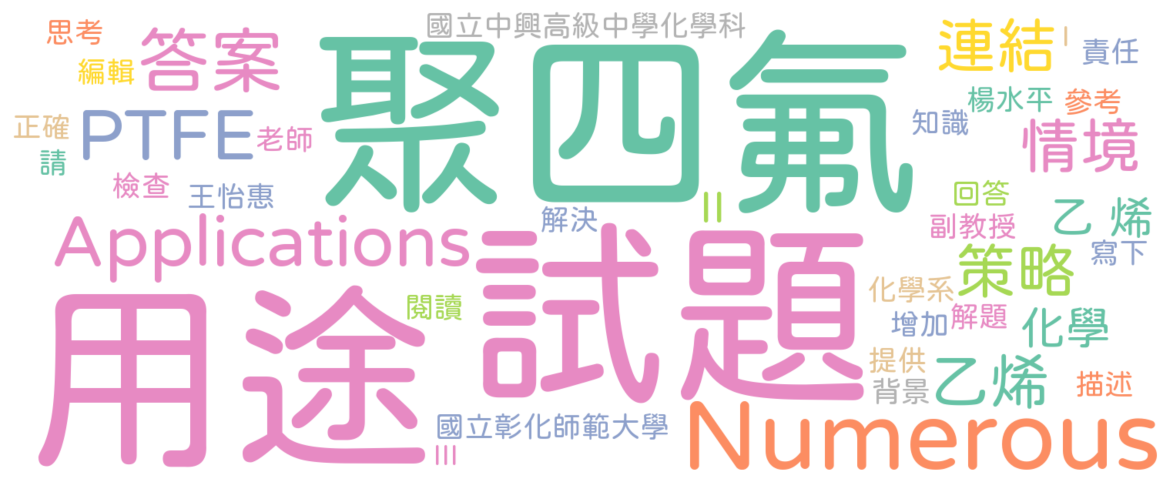 國立中興高級中學化學科
思考
答案
聚四氟
連結
I
責任
編輯
正確
PTFE
老師
楊水平
參考
知識
情境
請
檢查
王怡惠
II
回答
乙 烯
Applications
解決
試題
副教授
策略
寫下
用途
閱讀
化學系
增加
解題
化學
提供
背景
乙烯
描述
國立彰化師範大學
Numerous
III